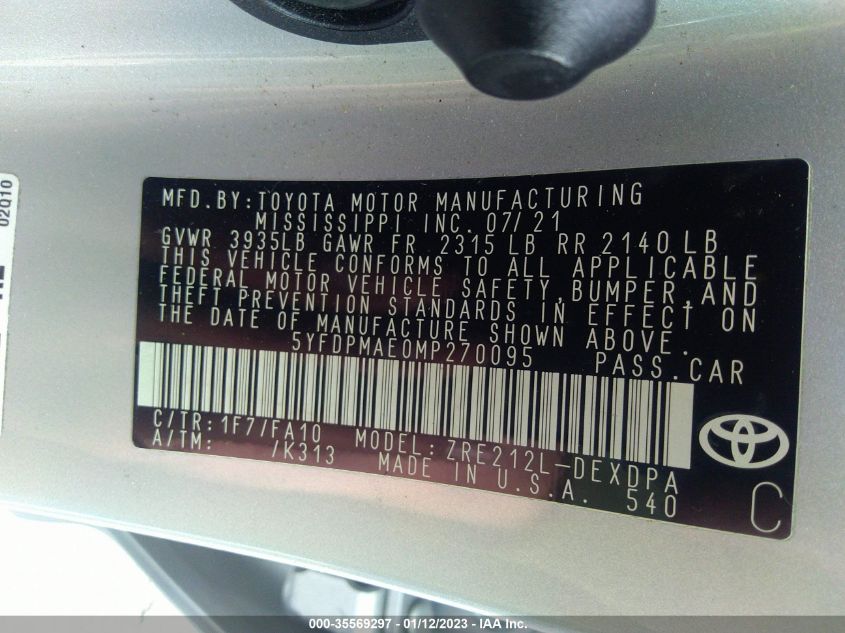 02Q10
MFD.BY:TOYOTA MOTOR MANUFACTURING
MISSISSIPPI INC. 07/21
GVWR 3935LB GAWR FR 2315 LB RR 2140 LB
THIS VEHICLE CONFORMS TO ALL APPLICABLE
FEDERAL MOTOR VEHICLE SAFETY,BUMPER,AND
THEFT PREVENTION STANDARDS IN EFFECT ON
THE DATE OF MANUFACTURE SHOWN ABOVE.
5YFDPMAE0MP270095 PASS.CAR
C/TR:1F7/FA10 MODEL:ZRE212L-DEXDPA
A/TM: /K313 MADE IN U.S.A. 540
C
000-35569297 - 01/12/2023 - IAA Inc.